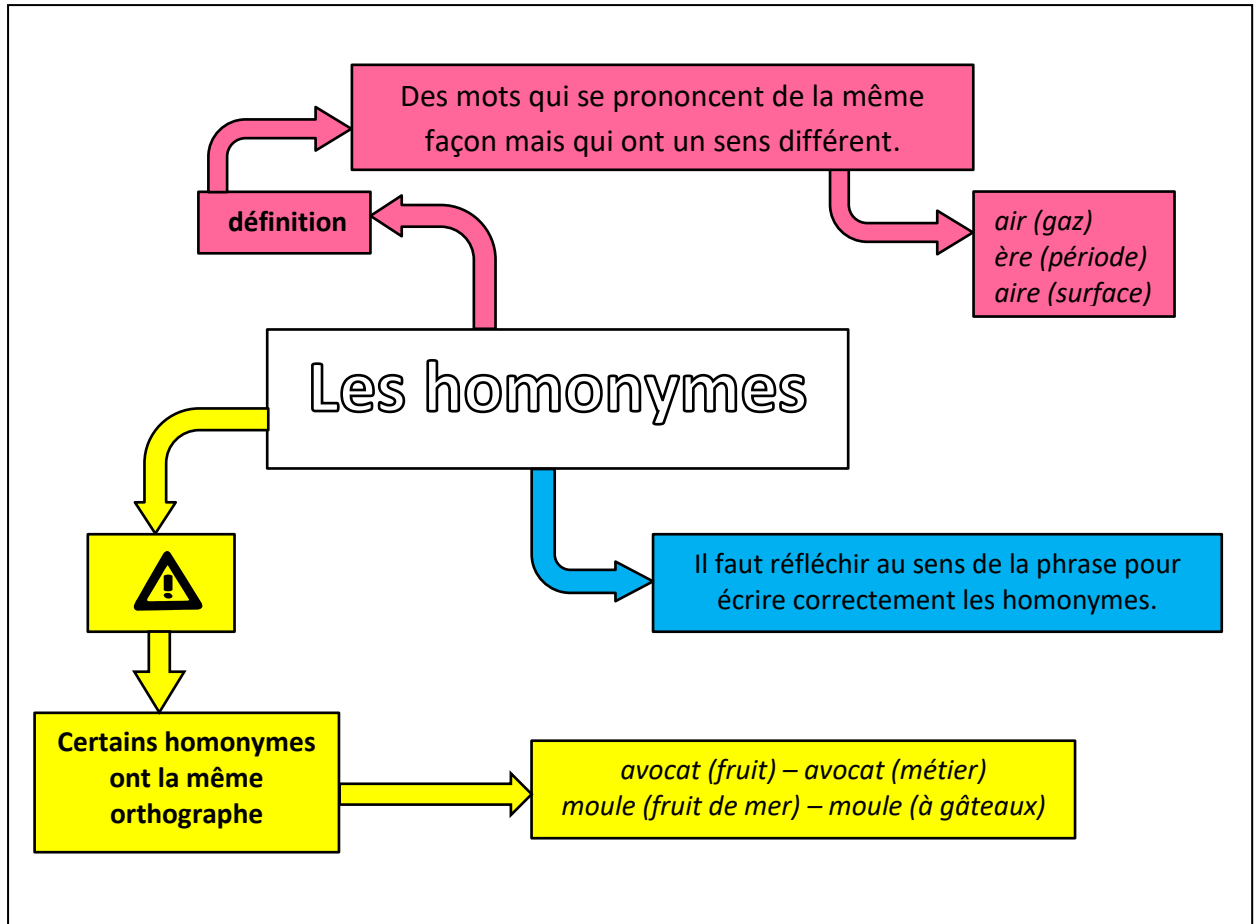 Des mots qui se prononcent de la même
façon mais qui ont un sens différent.
définition
air (gaz)
ère (période)
aire (surface)
Les homonymes
!
Il faut réfléchir au sens de la phrase pour
écrire correctement les homonymes.
Certains homonymes
ont la même
orthographe
avocat (fruit) – avocat (métier)
moule (fruit de mer) – moule (à gâteaux)